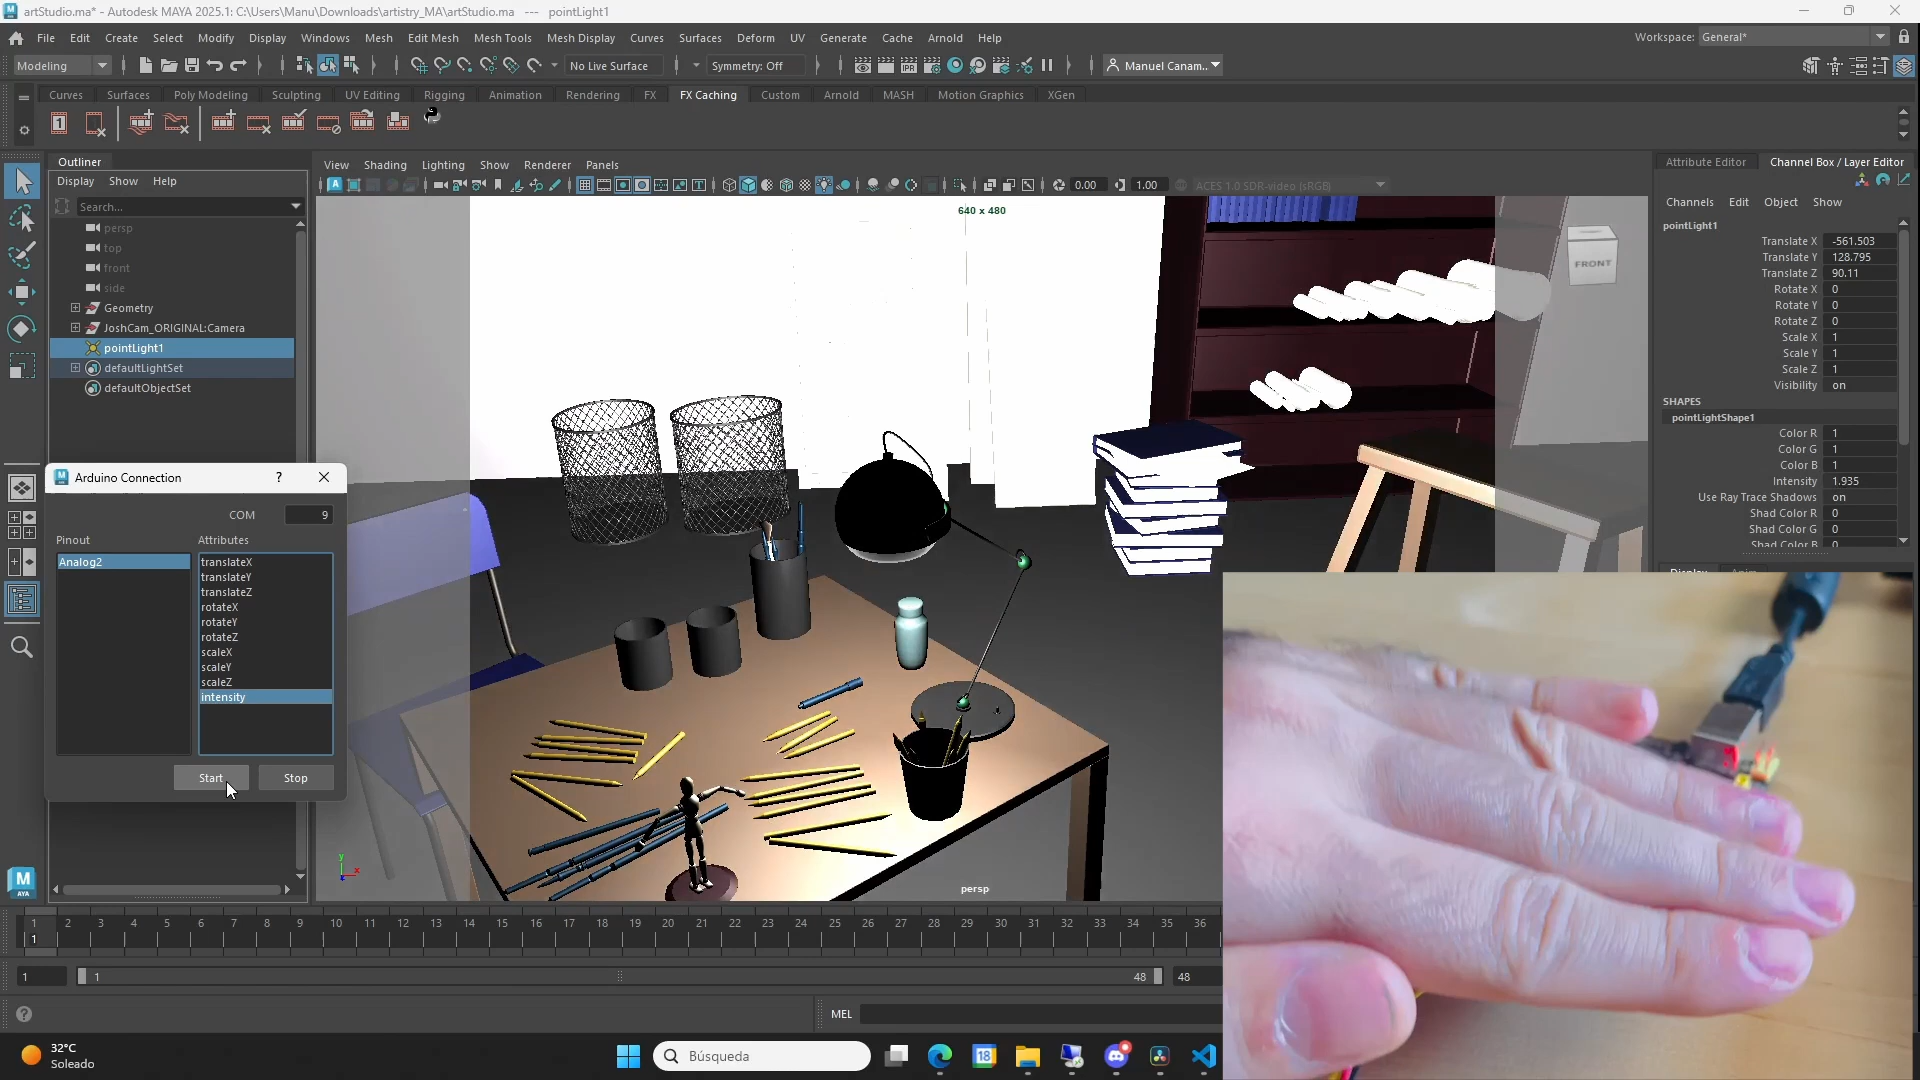 artStudio.ma* - Autodesk MAYA 2025.1: C:\Users\Manu\Downloads\artistry_MA\artStudio.ma --- pointLight1
File Edit Create Select Modify Display Windows Mesh Edit Mesh Mesh Tools Mesh Display Curves Surfaces Deform UV Generate Cache Arnold Help
Workspace: General*
Modeling
No Live Surface
Symmetry: Off
Manuel Canam...
Curves Surfaces Poly Modeling Sculpting UV Editing Rigging Animation Rendering FX FX Caching Custom Arnold MASH Motion Graphics XGen
Outliner
Display Show Help
Search...
persp
top
front
side
Geometry
JoshCam_ORIGINAL:Camera
pointLight1
defaultLightSet
defaultObjectSet
View Shading Lighting Show Renderer Panels
0.00
1.00
ACES 1.0 SDR-video (sRGB)
640 x 480
FRONT
persp
Attribute Editor
Channel Box / Layer Editor
Channels Edit Object Show
pointLight1
Translate X -561.503
Translate Y 128.795
Translate Z 90.11
Rotate X 0
Rotate Y 0
Rotate Z 0
Scale X 1
Scale Y 1
Scale Z 1
Visibility on
SHAPES
pointLightShape1
Color R 1
Color G 1
Color B 1
Intensity 1.935
Use Ray Trace Shadows on
Shad Color R 0
Shad Color G 0
Shad Color B 0
Display Anim
Arduino Connection
?
COM 9
Pinout
Attributes
Analog2
translateX
translateY
translateZ
rotateX
rotateY
rotateZ
scaleX
scaleY
scaleZ
intensity
Start
Stop
M
AYA
1 2 3 4 5 6 7 8 9 10 11 12 13 14 15 16 17 18 19 20 21 22 23 24 25 26 27 28 29 30 31 32 33 34 35 36
1
1
1
48
48
MEL
32°C
Soleado
Búsqueda
18